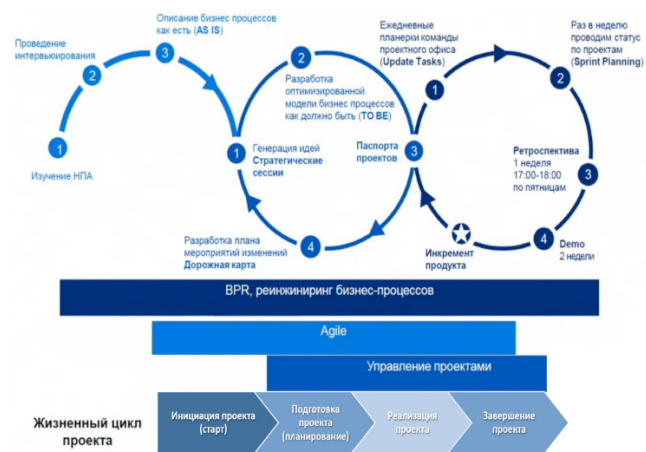 Описание бизнес процессов
как есть (AS IS)
3
Проведение
интервьюирования
2
1
Изучение НПА
2
Разработка
оптимизированной
модели бизнес процессов
как должно быть (TO BE)
1
Генерация идей
Стратегические
сессии
Паспорта
проектов
3
Разработка плана
мероприятий изменений
Дорожная карта
4
Ежедневные
планерки команды
проектного офиса
(Update Tasks)
1
Раз в неделю
проводим статус
по проектам
(Sprint Planning)
2
Ретроспектива
1 неделя
17:00-18:00
по пятницам
3
4
Demo
2 недели
Инкремент
продукта
BPR, реинжиниринг бизнес-процессов
Agile
Управление проектами
Жизненный цикл
проекта
Инициация проекта
(старт)
Подготовка
проекта
(планирование)
Реализация
проекта
Завершение
проекта